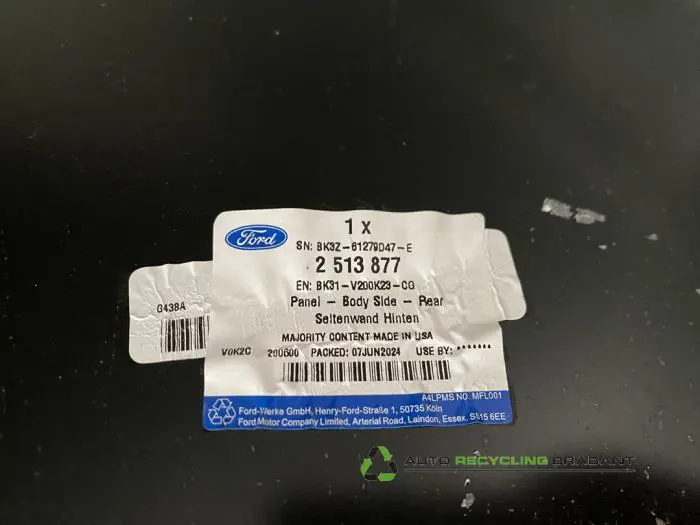 1 x
Ford
SN: BK3Z-61279D47-E
2 513 877
EN: BK31-V200K23-CG
Panel - Body Side - Rear
Seitenwand Hinten
G438A
MAJORITY CONTENT MADE IN USA
V0K2C 200600 PACKED: 07JUN2024 USE BY: *******
A4LPMS NO. MFL001
Ford-Werke GmbH, Henry-Ford-Straße 1, 50735 Köln
Ford Motor Company Limited, Arterial Road, Laindon, Essex. SS15 6EE
AUTO RECYCLING BRABANT